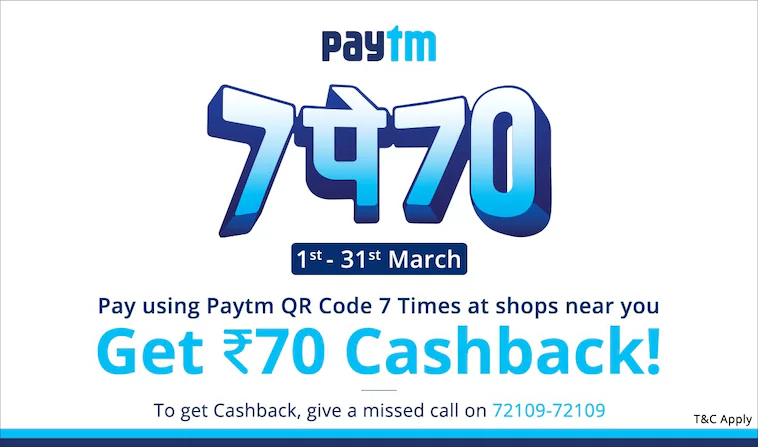 paytm
7पे70
1st - 31st March
Pay using Paytm QR Code 7 Times at shops near you
Get ₹70 Cashback!
To get Cashback, give a missed call on 72109-72109
T&C Apply